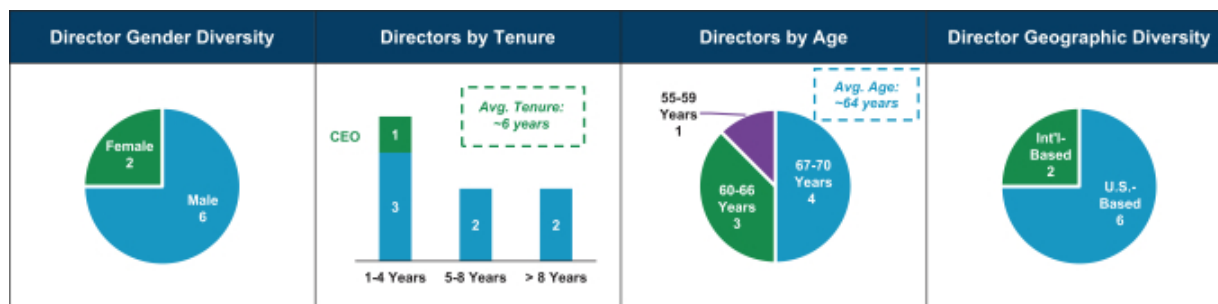 Director Gender Diversity
Female
2
Male
6
Directors by Tenure
Avg. Tenure:
~6 years
CEO
1
3
2
2
1-4 Years
5-8 Years
> 8 Years
Directors by Age
Avg. Age:
~64 years
55-59
Years
1
67-70
Years
4
60-66
Years
3
Director Geographic Diversity
Int'l-
Based
2
U.S.-
Based
6